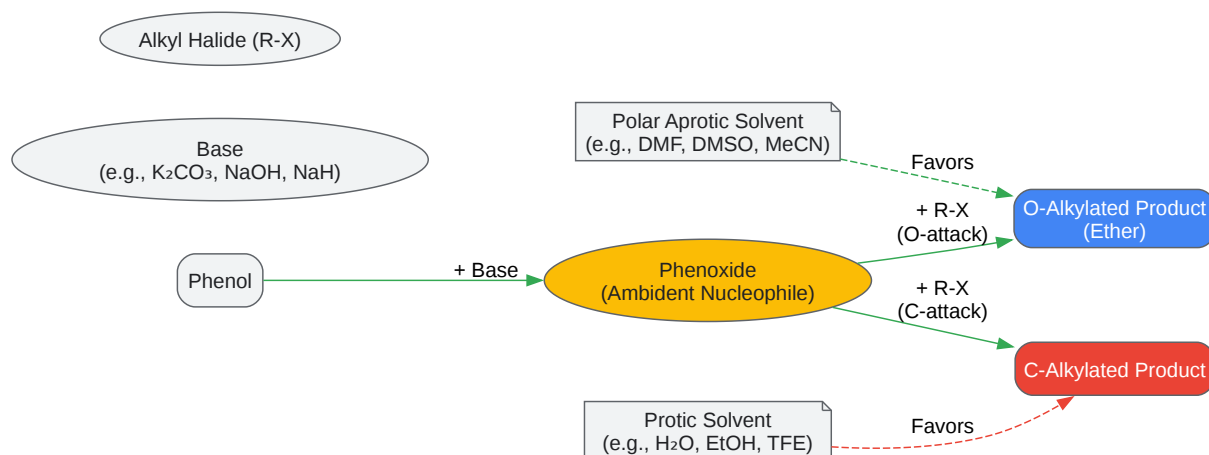 Alkyl Halide (R-X)
Base
(e.g., K₂CO₃, NaOH, NaH)
Phenol
+ Base
Phenoxide
(Ambident Nucleophile)
Polar Aprotic Solvent
(e.g., DMF, DMSO, MeCN)
Favors
+ R-X
(O-attack)
O-Alkylated Product
(Ether)
+ R-X
(C-attack)
C-Alkylated Product
Protic Solvent
(e.g., H₂O, EtOH, TFE)
Favors